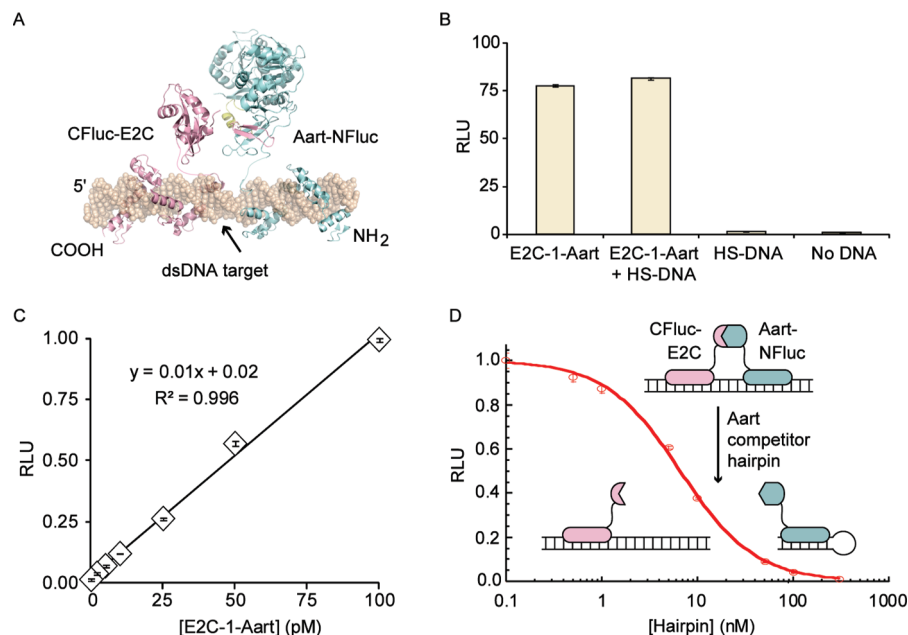 A
CFluc-E2C
Aart-NFluc
5'
COOH
NH2
dsDNA target
B
100
75
50
25
0
RLU
E2C-1-Aart
E2C-1-Aart
+ HS-DNA
HS-DNA
No DNA
C
1.00
0.75
0.50
0.25
0.00
RLU
y = 0.01x + 0.02
R² = 0.996
0
25
50
75
100
[E2C-1-Aart] (pM)
D
CFluc-
E2C
Aart-
NFluc
Aart
competitor
hairpin
1.0
0.8
0.6
0.4
0.2
0.0
RLU
0.1
1
10
100
1000
[Hairpin] (nM)